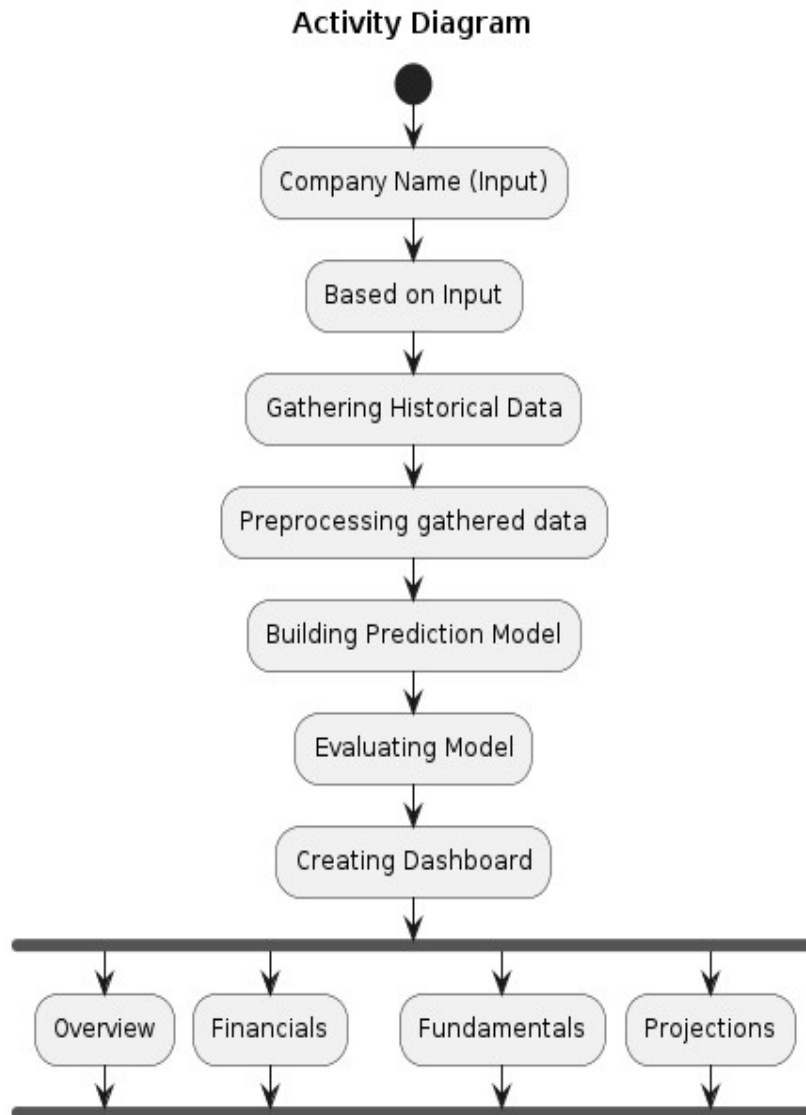 Activity Diagram
Company Name (Input)
Based on Input
Gathering Historical Data
Preprocessing gathered data
Building Prediction Model
Evaluating Model
Creating Dashboard
Overview
Financials
Fundamentals
Projections